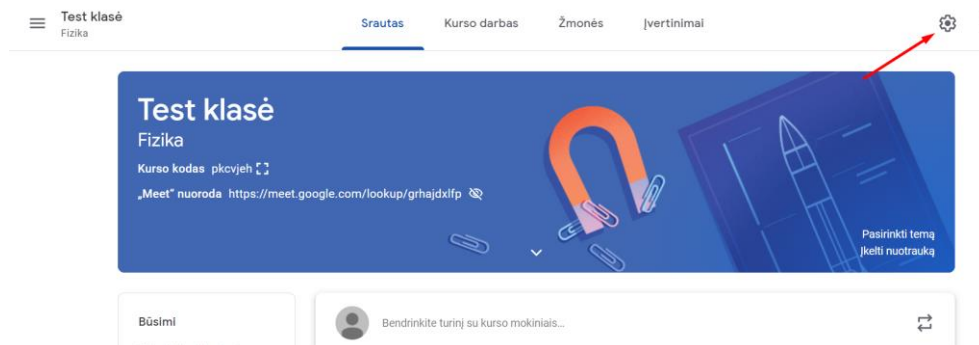 Test klasė
Fizika
Srautas Kurso darbas Žmonės Įvertinimai
Test klasė
Fizika
Kurso kodas pkcvjeh
„Meet“ nuoroda https://meet.google.com/lookup/grhajdxlfp
Pasirinkti temą
Įkelti nuotrauką
Būsimi
Bendrinkite turinį su kurso mokiniais...